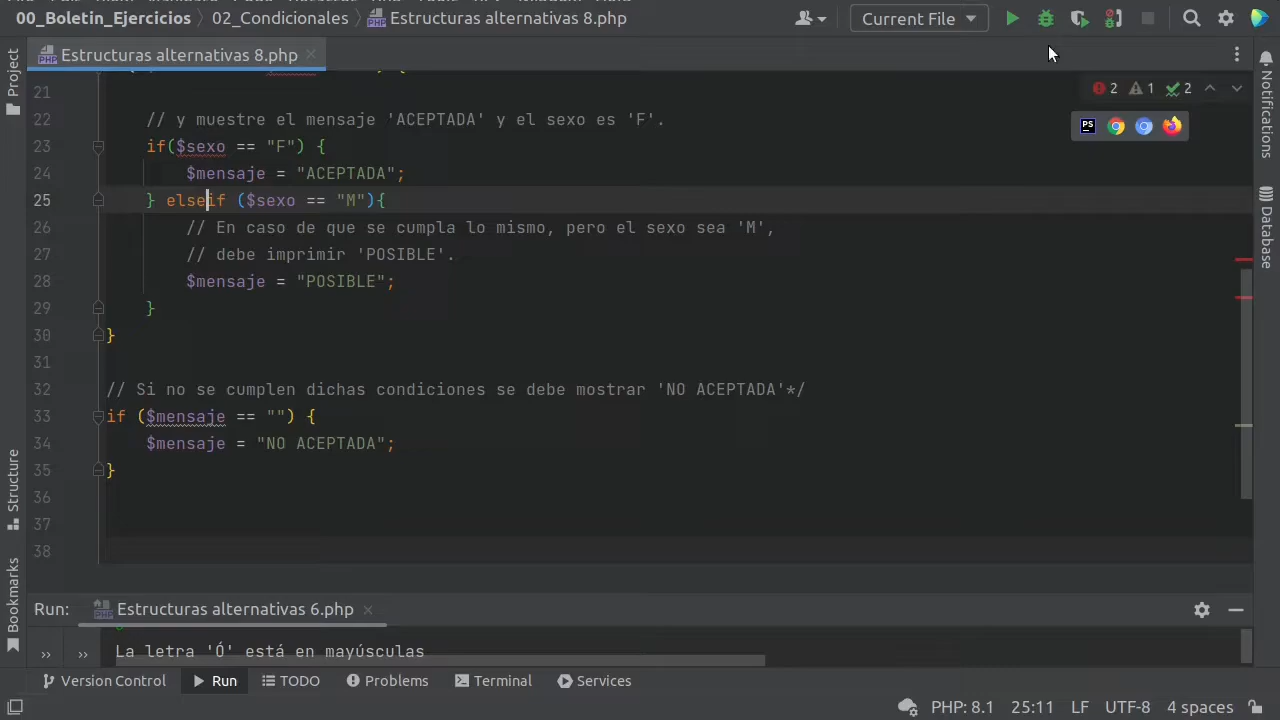 00_Boletin_Ejercicios
02_Condicionales
Estructuras alternativas 8.php
Current File
Project
Estructuras alternativas 8.php
Notifications
21
2 1 2
22 // y muestre el mensaje 'ACEPTADA' y el sexo es 'F'.
23 if($sexo == "F") {
24 $mensaje = "ACEPTADA";
25 } elseif ($sexo == "M"){
26 // En caso de que se cumpla lo mismo, pero el sexo sea 'M',
27 // debe imprimir 'POSIBLE'.
28 $mensaje = "POSIBLE";
29 }
30 }
31
32 // Si no se cumplen dichas condiciones se debe mostrar 'NO ACEPTADA'*/
33 if ($mensaje == "") {
34 $mensaje = "NO ACEPTADA";
35 }
36
37
38
Database
Structure
Bookmarks
Run:
Estructuras alternativas 6.php
La letra 'Ó' está en mayúsculas
Version Control
Run
TODO
Problems
Terminal
Services
PHP: 8.1
25:11
LF
UTF-8
4 spaces